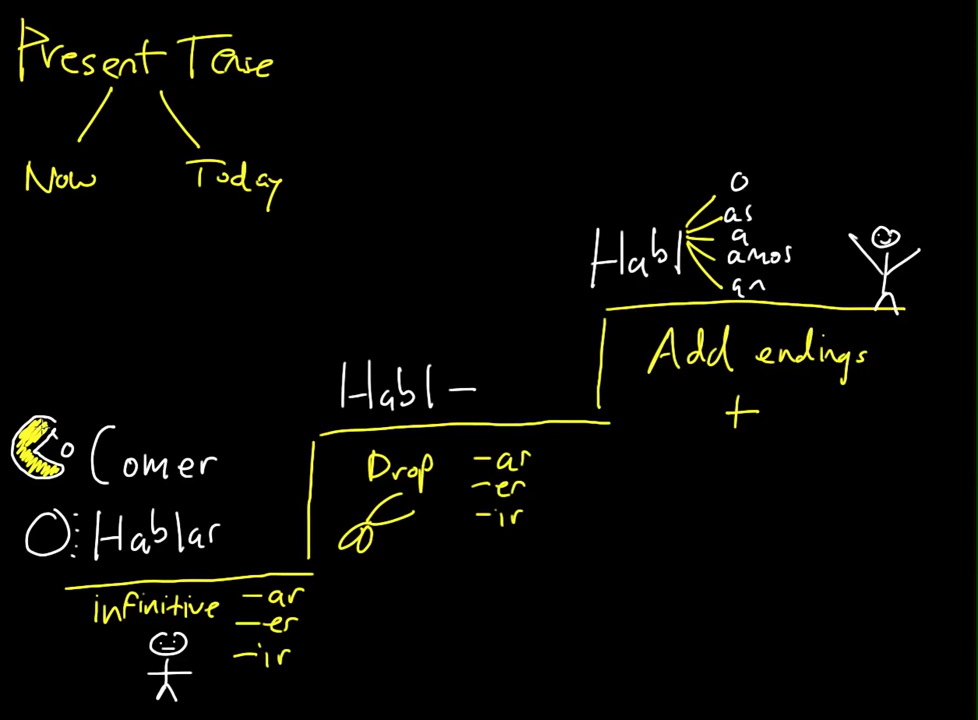 Present Tense
Now Today
Habl
o
as
a
amos
an
Add endings
+
Habl -
Drop -ar
-er
-ir
Comer
Hablar
infinitive -ar
-er
-ir